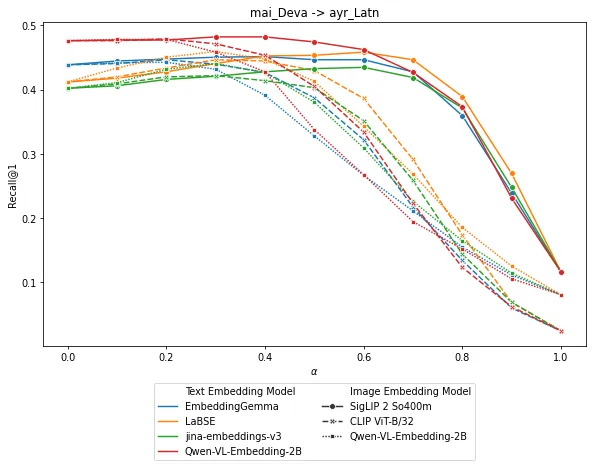 mai_Deva -> ayr_Latn
Recall@1
0.5
0.4
0.3
0.2
0.1
0.0 0.2 0.4 0.6 0.8 1.0
α
Text Embedding Model
EmbeddingGemma
LaBSE
jina-embeddings-v3
Qwen-VL-Embedding-2B
Image Embedding Model
SigLIP 2 So400m
CLIP ViT-B/32
Qwen-VL-Embedding-2B